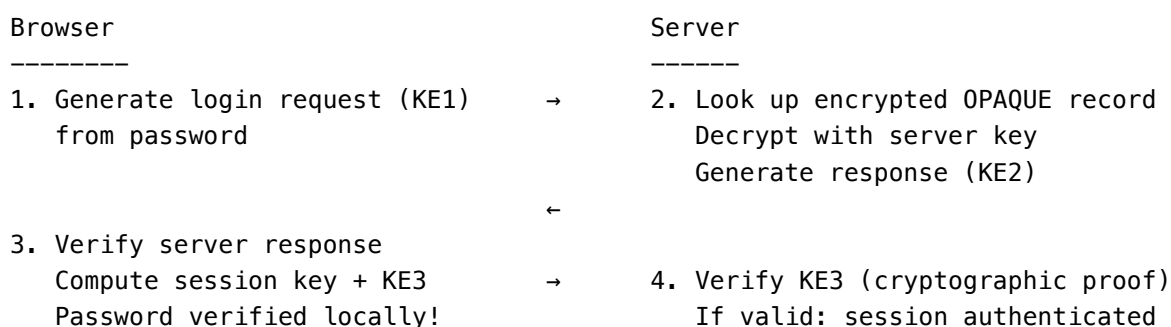 Browser                                    Server
--------                                   ------
1. Generate login request (KE1)     →      2. Look up encrypted OPAQUE record
   from password                              Decrypt with server key
                                              Generate response (KE2)
                                    ←
3. Verify server response
   Compute session key + KE3        →      4. Verify KE3 (cryptographic proof)
   Password verified locally!                 If valid: session authenticated